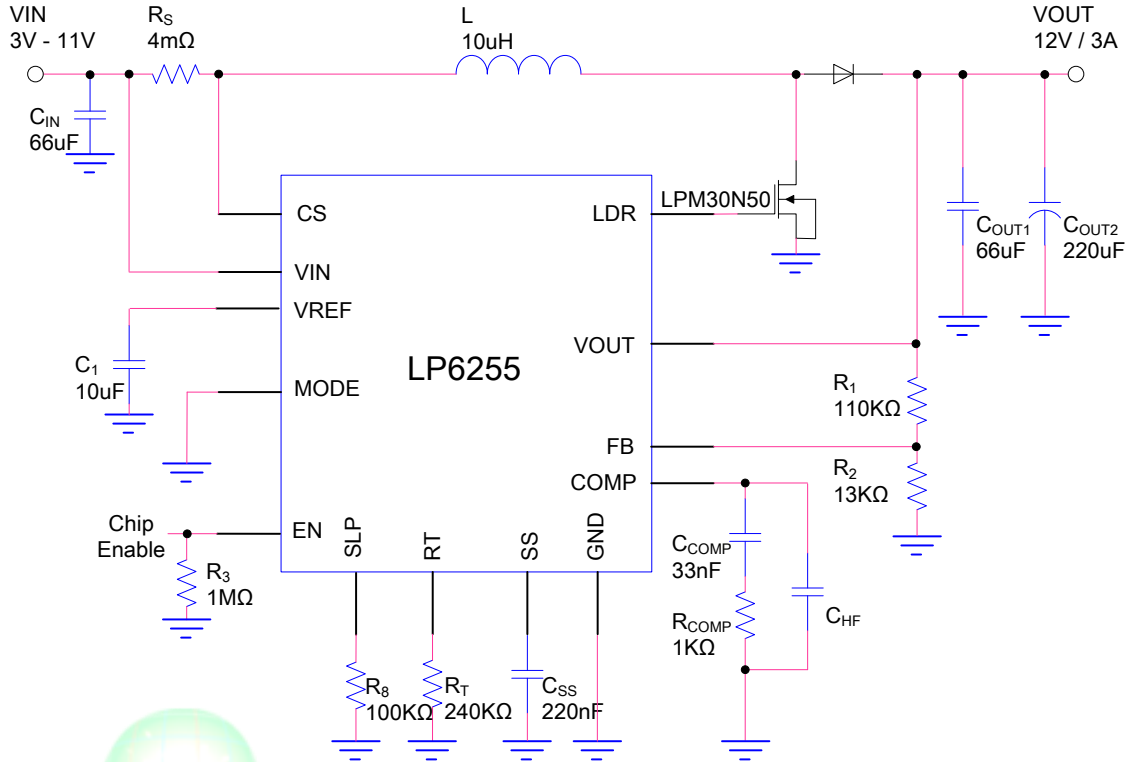 VIN
3V - 11V
RS
4mΩ
L
10uH
VOUT
12V / 3A
CIN
66uF
CS
LDR
LPM30N50
COUT1
66uF
COUT2
220uF
VIN
VREF
VOUT
LP6255
C1
10uF
MODE
R1
110KΩ
FB
COMP
R2
13KΩ
Chip
Enable
EN
SLP
RT
SS
GND
CCOMP
33nF
R3
1MΩ
RCOMP
1KΩ
CHF
R8
100KΩ
RT
240KΩ
CSS
220nF